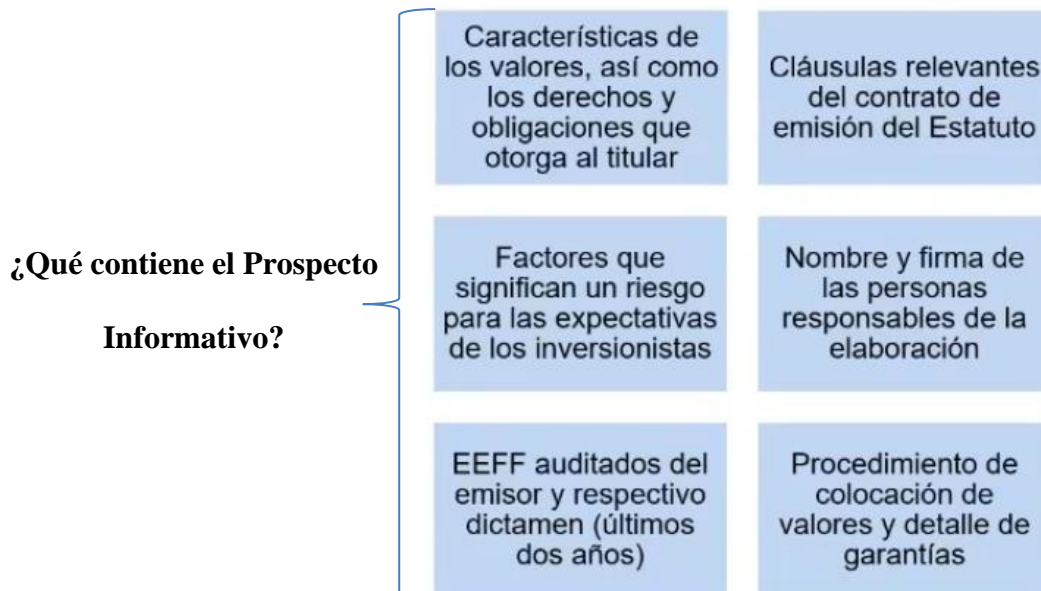 ¿Qué contiene el Prospecto
Informativo?
Características de
los valores, así como
los derechos y
obligaciones que
otorga al titular
Cláusulas relevantes
del contrato de
emisión del Estatuto
Factores que
significan un riesgo
para las expectativas
de los inversionistas
Nombre y firma de
las personas
responsables de la
elaboración
EEFF auditados del
emisor y respectivo
dictamen (últimos
dos años)
Procedimiento de
colocación de
valores y detalle de
garantías